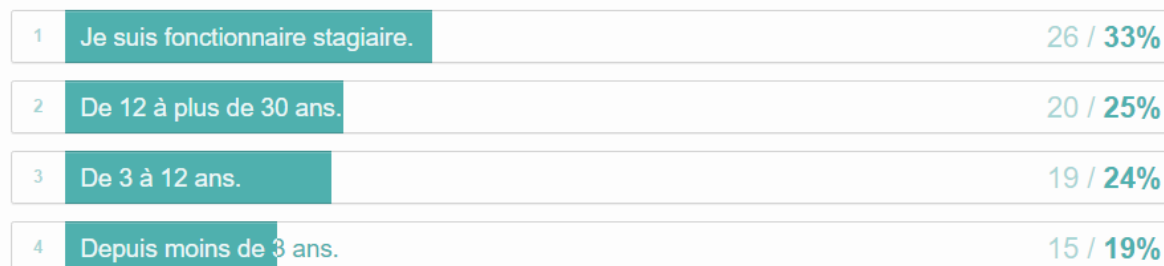 1 Je suis fonctionnaire stagiaire. 26 / 33%
2 De 12 à plus de 30 ans. 20 / 25%
3 De 3 à 12 ans. 19 / 24%
4 Depuis moins de 3 ans. 15 / 19%